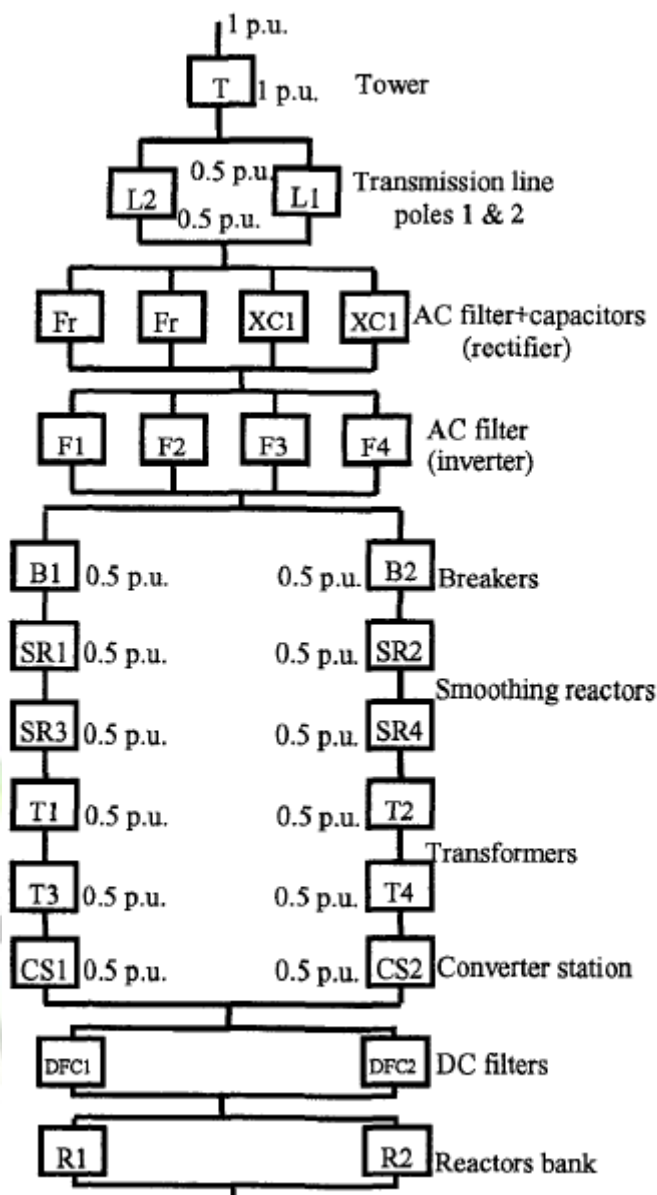 1 p.u.
T 1 p.u. Tower
L2 0.5 p.u. L1 Transmission line
0.5 p.u. poles 1 & 2
Fr Fr XC1 XC1 AC filter+capacitors
(rectifier)
F1 F2 F3 F4 AC filter
(inverter)
B1 0.5 p.u. 0.5 p.u. B2 Breakers
SR1 0.5 p.u. 0.5 p.u. SR2
Smoothing reactors
SR3 0.5 p.u. 0.5 p.u. SR4
T1 0.5 p.u. 0.5 p.u. T2
Transformers
T3 0.5 p.u. 0.5 p.u. T4
CS1 0.5 p.u. 0.5 p.u. CS2 Converter station
DFC1 DFC2 DC filters
R1 R2 Reactors bank